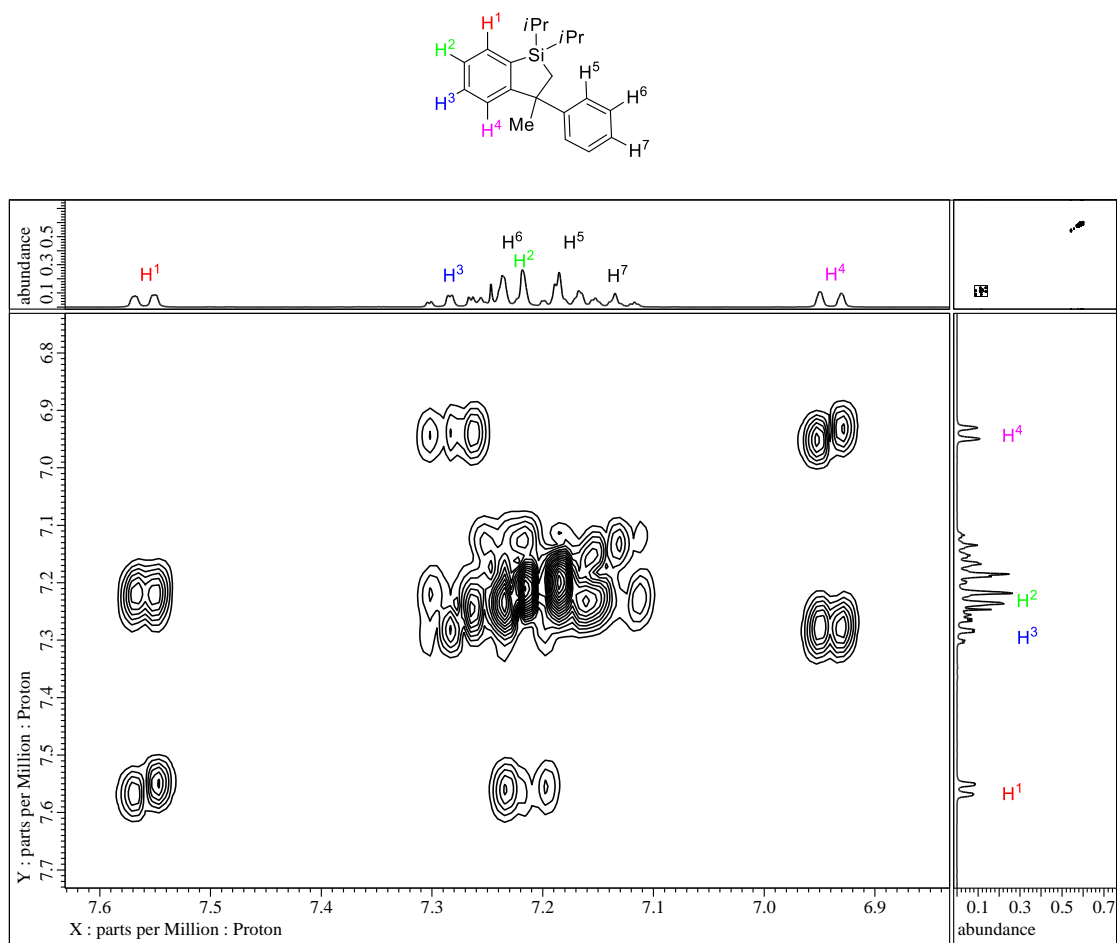 H¹
iPr
iPr
H²
Si
H⁵
H⁶
H³
Me
H⁴
H⁷
abundance
0.1 0.3 0.5
H¹
H³
H⁶
H²
H⁵
H⁷
H⁴
Y : parts per Million : Proton
6.8
6.9
7.0
7.1
7.2
7.3
7.4
7.5
7.6
7.7
H⁴
H²
H³
H¹
7.6 7.5 7.4 7.3 7.2 7.1 7.0 6.9
X : parts per Million : Proton
0.1 0.3 0.5 0.7
abundance